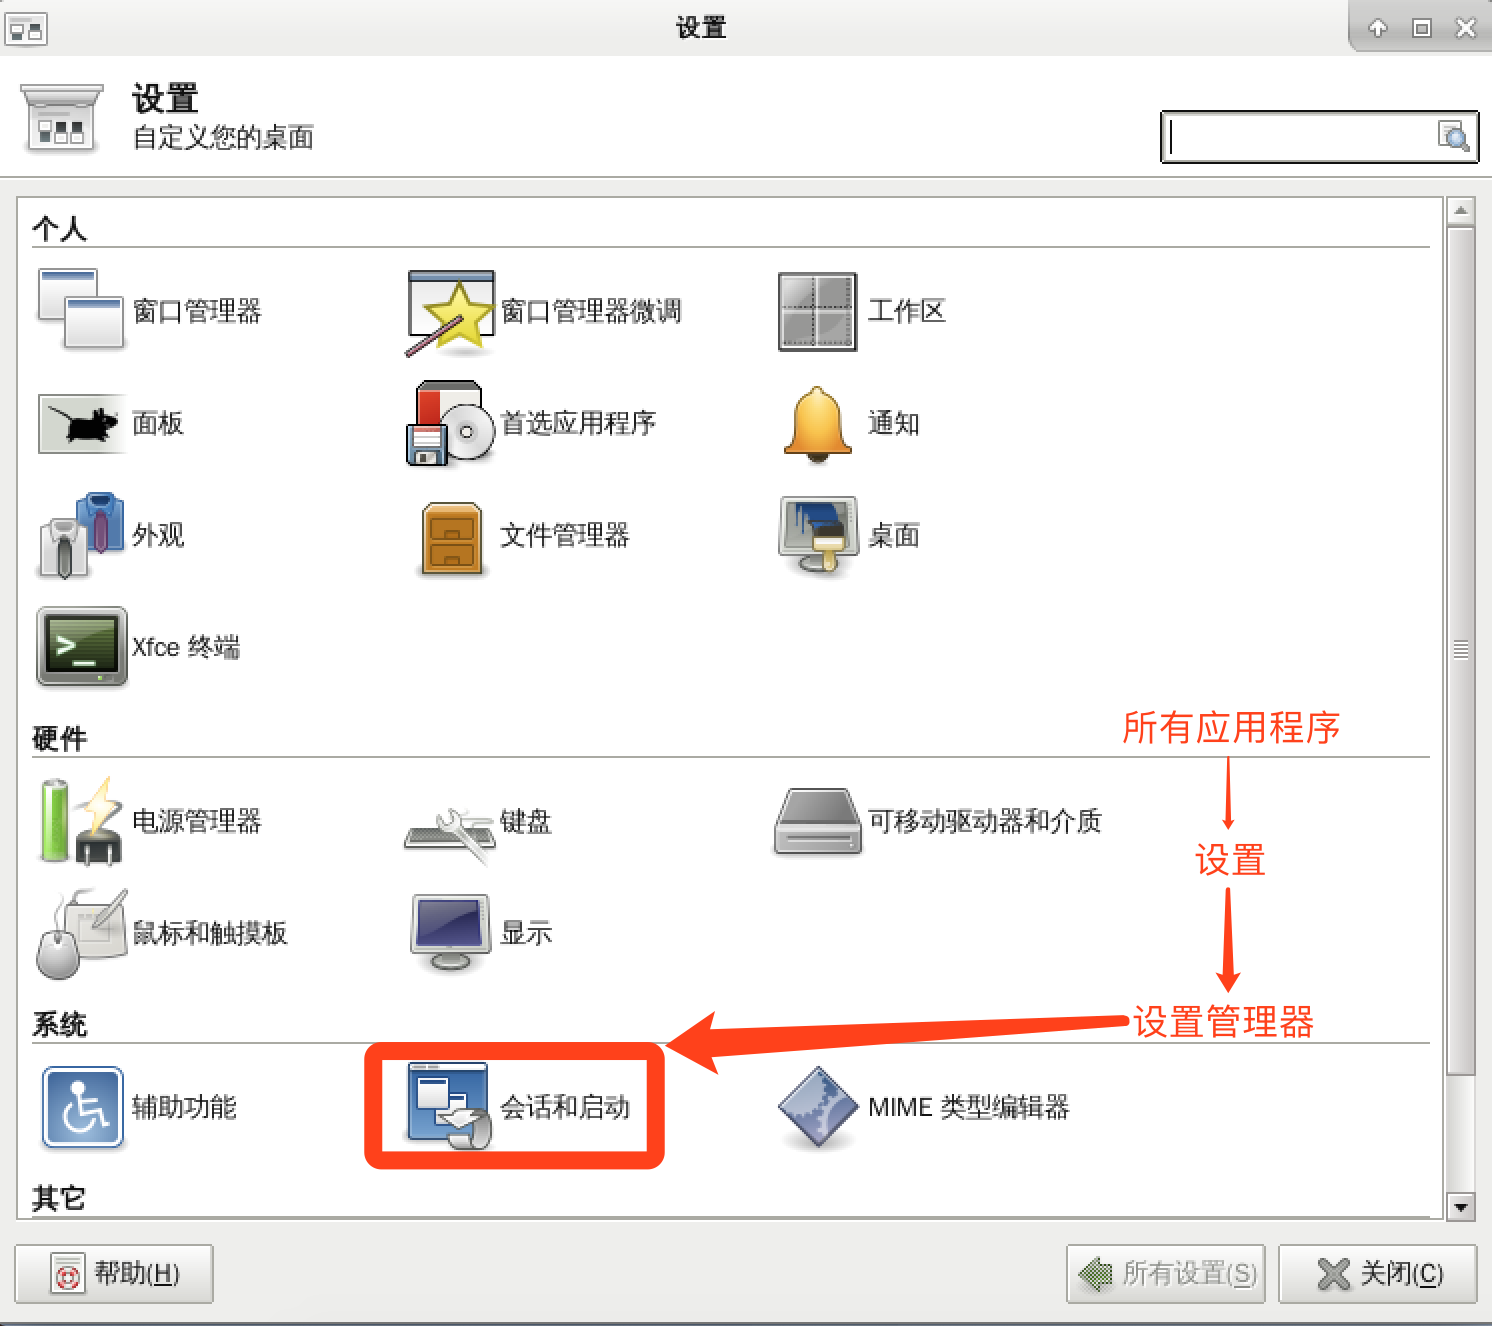 设置
设置
自定义您的桌面
个人
窗口管理器 窗口管理器微调 工作区
面板 首选应用程序 通知
外观 文件管理器 桌面
Xfce 终端
所有应用程序
硬件
电源管理器 键盘 可移动驱动器和介质
设置
鼠标和触摸板 显示
设置管理器
系统
辅助功能 会话和启动 MIME 类型编辑器
其它
帮助(H) 所有设置(S) 关闭(C)